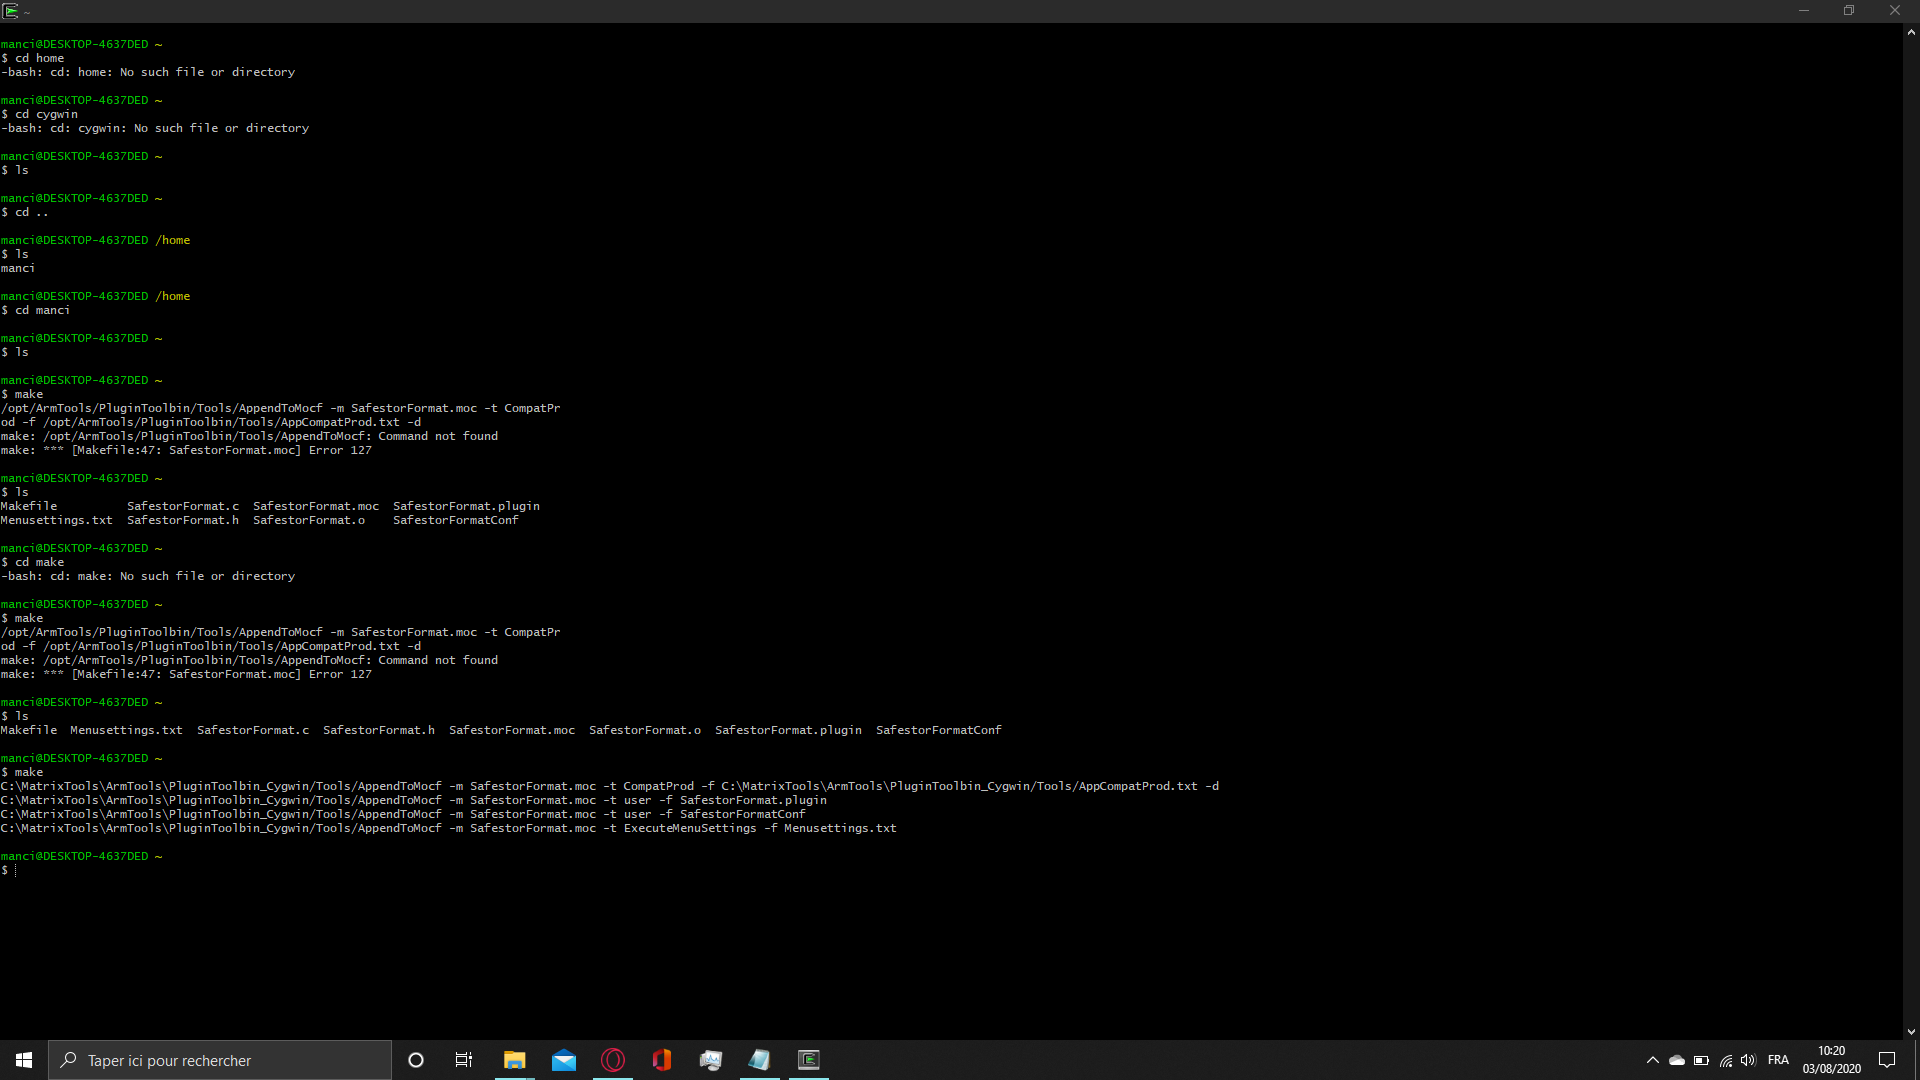 ~
manci@DESKTOP-4637DED ~
$ cd home
-bash: cd: home: No such file or directory
manci@DESKTOP-4637DED ~
$ cd cygwin
-bash: cd: cygwin: No such file or directory
manci@DESKTOP-4637DED ~
$ ls
manci@DESKTOP-4637DED ~
$ cd ..
manci@DESKTOP-4637DED /home
$ ls
manci
manci@DESKTOP-4637DED /home
$ cd manci
manci@DESKTOP-4637DED ~
$ ls
manci@DESKTOP-4637DED ~
$ make
/opt/ArmTools/PluginToolbin/Tools/AppendToMocf -m SafestorFormat.moc -t CompatPr
od -f /opt/ArmTools/PluginToolbin/Tools/AppCompatProd.txt -d
make: /opt/ArmTools/PluginToolbin/Tools/AppendToMocf: Command not found
make: *** [Makefile:47: SafestorFormat.moc] Error 127
manci@DESKTOP-4637DED ~
$ ls
Makefile SafestorFormat.c SafestorFormat.moc SafestorFormat.plugin
Menusettings.txt SafestorFormat.h SafestorFormat.o SafestorFormatConf
manci@DESKTOP-4637DED ~
$ cd make
-bash: cd: make: No such file or directory
manci@DESKTOP-4637DED ~
$ make
/opt/ArmTools/PluginToolbin/Tools/AppendToMocf -m SafestorFormat.moc -t CompatPr
od -f /opt/ArmTools/PluginToolbin/Tools/AppCompatProd.txt -d
make: /opt/ArmTools/PluginToolbin/Tools/AppendToMocf: Command not found
make: *** [Makefile:47: SafestorFormat.moc] Error 127
manci@DESKTOP-4637DED ~
$ ls
Makefile Menusettings.txt SafestorFormat.c SafestorFormat.h SafestorFormat.moc SafestorFormat.o SafestorFormat.plugin SafestorFormatConf
manci@DESKTOP-4637DED ~
$ make
C:\MatrixTools\ArmTools\PluginToolbin_Cygwin/Tools/AppendToMocf -m SafestorFormat.moc -t CompatProd -f C:\MatrixTools\ArmTools\PluginToolbin_Cygwin/Tools/AppCompatProd.txt -d
C:\MatrixTools\ArmTools\PluginToolbin_Cygwin/Tools/AppendToMocf -m SafestorFormat.moc -t user -f SafestorFormat.plugin
C:\MatrixTools\ArmTools\PluginToolbin_Cygwin/Tools/AppendToMocf -m SafestorFormat.moc -t user -f SafestorFormatConf
C:\MatrixTools\ArmTools\PluginToolbin_Cygwin/Tools/AppendToMocf -m SafestorFormat.moc -t ExecuteMenuSettings -f Menusettings.txt
manci@DESKTOP-4637DED ~
$
Taper ici pour rechercher
FRA
10:20
03/08/2020